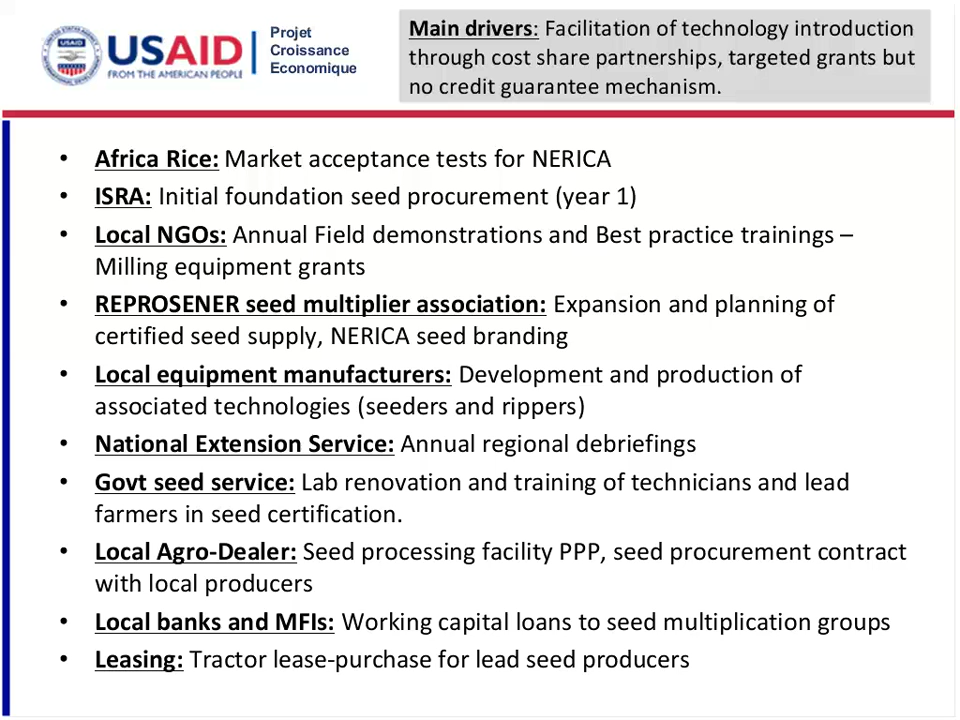 USAID
FROM THE AMERICAN PEOPLE
Projet
Croissance
Economique
Main drivers: Facilitation of technology introduction
through cost share partnerships, targeted grants but
no credit guarantee mechanism.
• Africa Rice: Market acceptance tests for NERICA
• ISRA: Initial foundation seed procurement (year 1)
• Local NGOs: Annual Field demonstrations and Best practice trainings –
Milling equipment grants
• REPROSENER seed multiplier association: Expansion and planning of
certified seed supply, NERICA seed branding
• Local equipment manufacturers: Development and production of
associated technologies (seeders and rippers)
• National Extension Service: Annual regional debriefings
• Govt seed service: Lab renovation and training of technicians and lead
farmers in seed certification.
• Local Agro-Dealer: Seed processing facility PPP, seed procurement contract
with local producers
• Local banks and MFIs: Working capital loans to seed multiplication groups
• Leasing: Tractor lease-purchase for lead seed producers